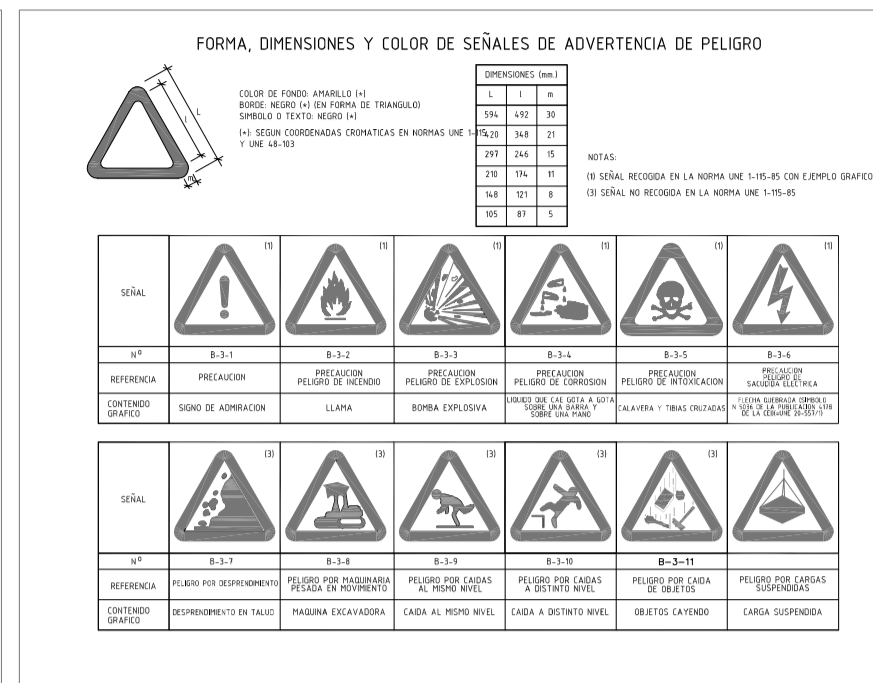 FORMA, DIMENSIONES Y COLOR DE SEÑALES DE ADVERTENCIA DE PELIGRO
L
l
m
COLOR DE FONDO: AMARILLO (*)
BORDE: NEGRO (*) (EN FORMA DE TRIANGULO)
SIMBOLO O TEXTO: NEGRO (*)
(*): SEGUN COORDENADAS CROMATICAS EN NORMAS UNE 1-115
Y UNE 48-103
DIMENSIONES (mm.)
L l m
594 492 30
420 348 21
297 246 15
210 174 11
148 121 8
105 87 5
NOTAS:
(1) SEÑAL RECOGIDA EN LA NORMA UNE 1-115-85 CON EJEMPLO GRAFICO
(3) SEÑAL NO RECOGIDA EN LA NORMA UNE 1-115-85
SEÑAL (1) (1) (1) (1) (1) (1)
Nº B-3-1 B-3-2 B-3-3 B-3-4 B-3-5 B-3-6
REFERENCIA
PRECAUCION
PRECAUCION
PELIGRO DE INCENDIO
PRECAUCION
PELIGRO DE EXPLOSION
PRECAUCION
PELIGRO DE CORROSION
PRECAUCION
PELIGRO DE INTOXICACION
PRECAUCION
PELIGRO DE
SACUDIDA ELECTRICA
CONTENIDO
GRAFICO
SIGNO DE ADMIRACION
LLAMA
BOMBA EXPLOSIVA
LIQUIDO QUE CAE GOTA A GOTA
SOBRE UNA BARRA Y
SOBRE UNA MANO
CALAVERA Y TIBIAS CRUZADAS
FLECHA QUEBRADA (SIMBOLO
N 5036 DE LA PUBLICACION 417B
DE LA CEI(=UNE 20-557/1)
SEÑAL (3) (3) (3) (3) (3)
Nº B-3-7 B-3-8 B-3-9 B-3-10 B-3-11
REFERENCIA
PELIGRO POR DESPRENDIMIENTO
PELIGRO POR MAQUINARIA
PESADA EN MOVIMIENTO
PELIGRO POR CAIDAS
AL MISMO NIVEL
PELIGRO POR CAIDAS
A DISTINTO NIVEL
PELIGRO POR CAIDA
DE OBJETOS
PELIGRO POR CARGAS
SUSPENDIDAS
CONTENIDO
GRAFICO
DESPRENDIMIENTO EN TALUD
MAQUINA EXCAVADORA
CAIDA AL MISMO NIVEL
CAIDA A DISTINTO NIVEL
OBJETOS CAYENDO
CARGA SUSPENDIDA